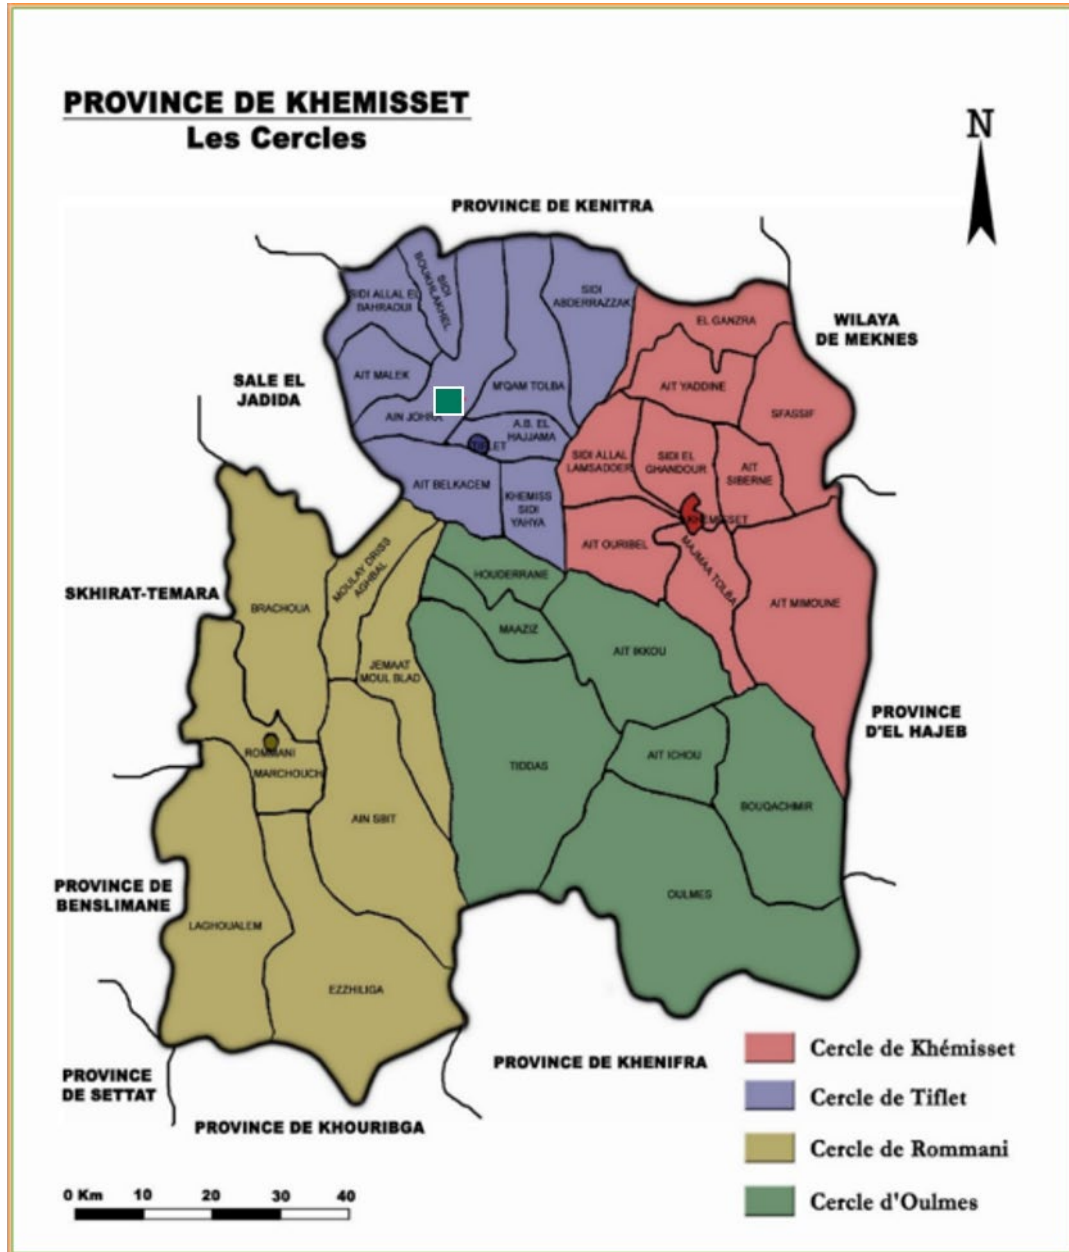 PROVINCE DE KHEMISSET
Les Cercles
N
PROVINCE DE KENITRA
SIDI
BOUKHLAKHEL
SIDI ALLAL EL
BAHRAOUI
SIDI
ABDERRAZZAK
EL GANZRA
WILAYA
DE MEKNES
SALE EL
JADIDA
AIT MALEK
M'QAM TOLBA
AIT YADDINE
SFASSIF
AIN JOHRA
A.B. EL
HAJJAMA
SIDI ALLAL
LAMSADDER
SIDI EL
GHANDOUR
AIT
SIBERNE
AIT BELKACEM
KHEMISS
SIDI
YAHYA
KHEMISSET
AIT OURIBEL
MAJMAA TOLBA
MOULAY DRISS
AGHBAL
HOUDERRANE
SKHIRAT-TEMARA
BRACHOUA
AIT MIMOUNE
MAAZIZ
AIT IKKOU
JEMAAT
MOUL BLAD
PROVINCE
D'EL HAJEB
ROMMANI
MARCHOUCH
TIDDAS
AIT ICHOU
BOUQACHMIR
AIN SBIT
PROVINCE DE
BENSLIMANE
OULMES
LAGHOUALEM
EZZHILIGA
PROVINCE DE KHENIFRA
PROVINCE
DE SETTAT
PROVINCE DE KHOURIBGA
Cercle de Khémisset
Cercle de Tiflet
Cercle de Rommani
Cercle d'Oulmes
0 Km 10 20 30 40